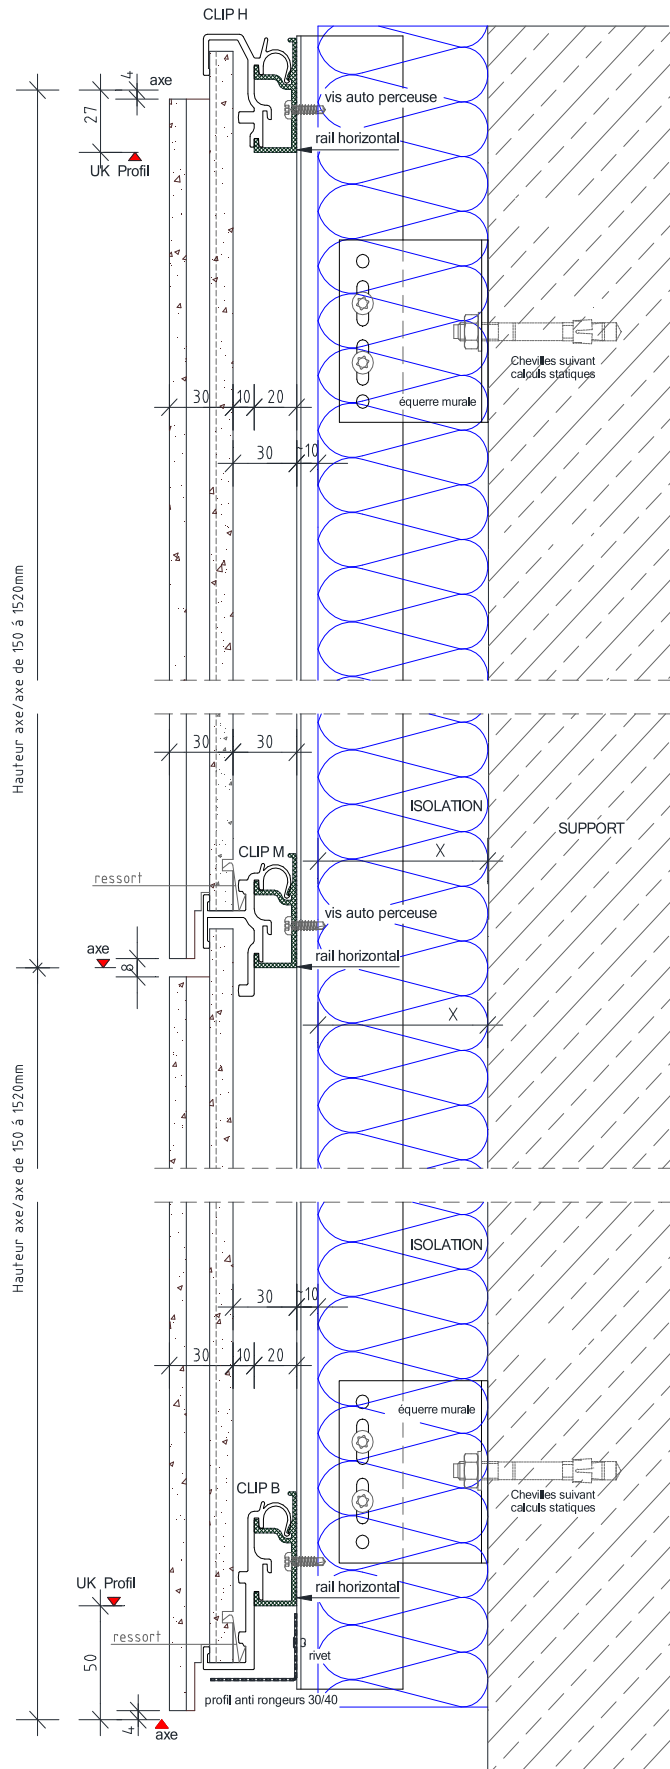 CLIP H
4
axe
27
UK Profil
vis auto perceuse
rail horizontal
Chevilles suivant
calculs statiques
équerre murale
30
10
20
30
~10
Hauteur axe/axe de 150 à 1520mm
30
30
ISOLATION
SUPPORT
X
CLIP M
ressort
vis auto perceuse
axe
8
rail horizontal
X
Hauteur axe/axe de 150 à 1520mm
ISOLATION
30
~10
30
10
20
équerre murale
CLIP B
Chevilles suivant
calculs statiques
UK Profil
rail horizontal
ressort
50
rivet
profil anti rongeurs 30/40
4
axe